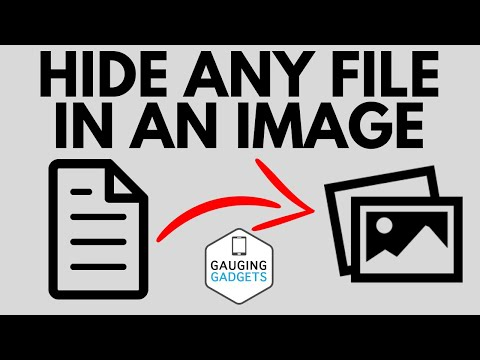 HIDE ANY FILE
IN AN IMAGE
GAUGING
GADGETS